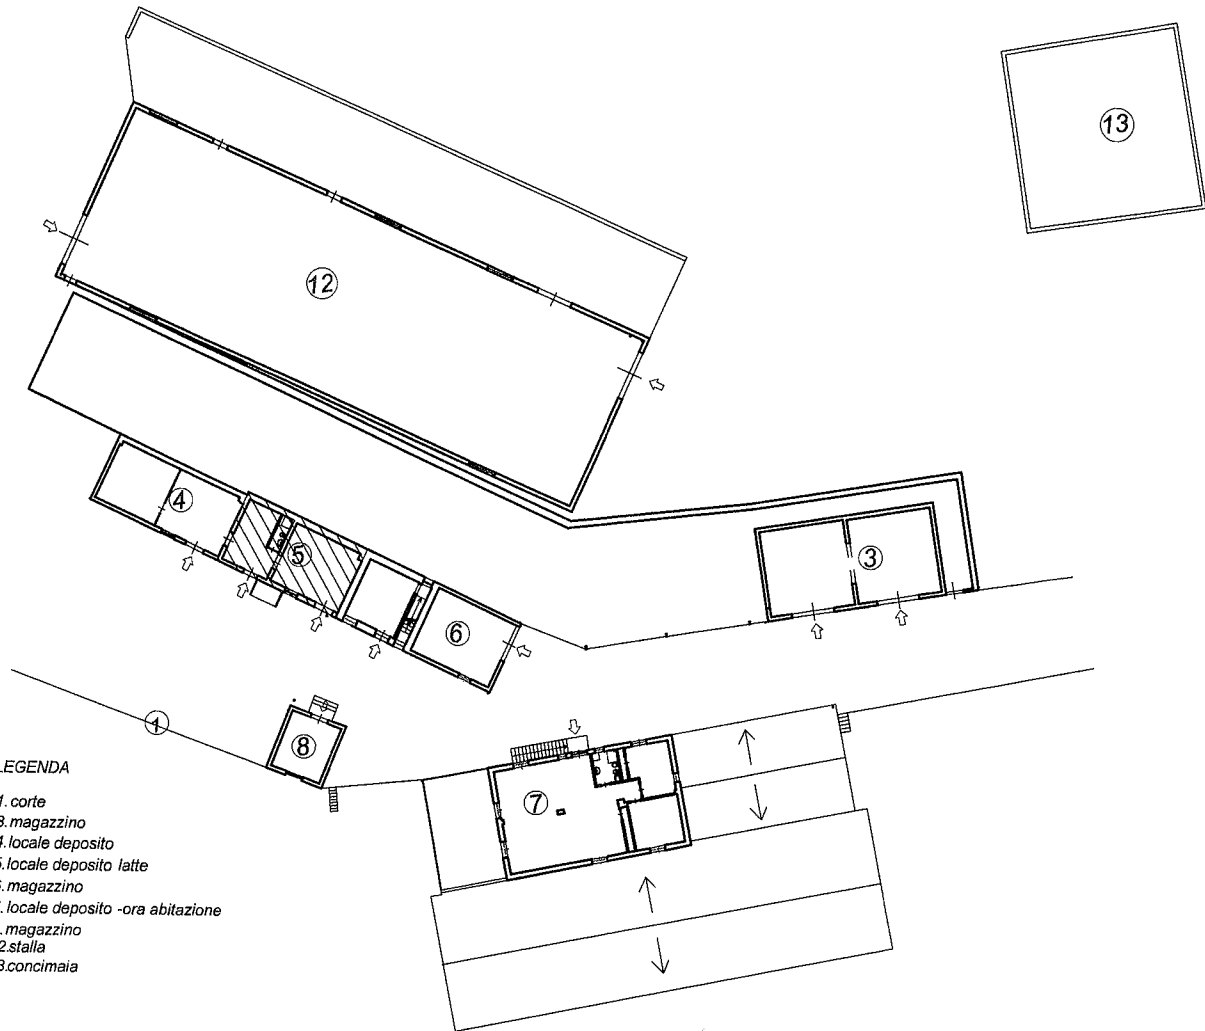 13
12
4
5
3
6
1
8
7
LEGENDA
1. corte
3. magazzino
4. locale deposito
5. locale deposito latte
6. magazzino
. locale deposito -ora abitazione
. magazzino
2.stalla
3.concimaia